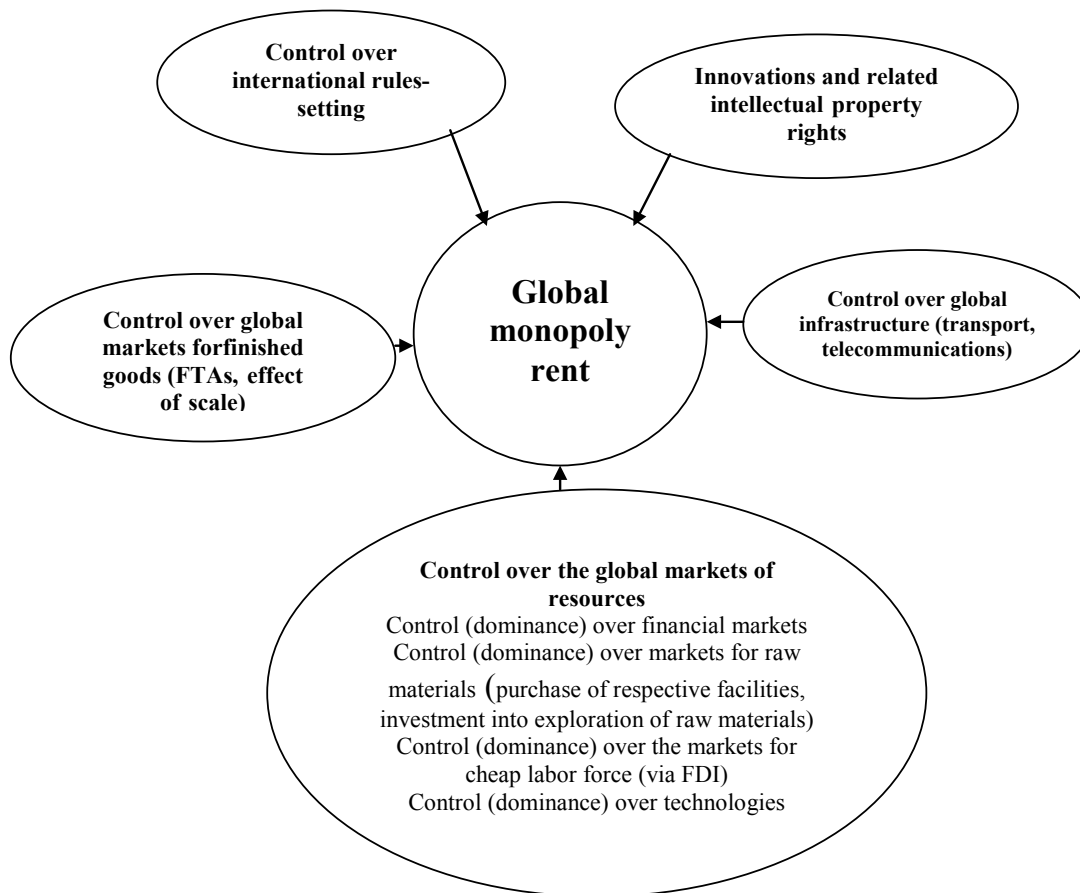 Control over
international rules-
setting
Innovations and related
intellectual property
rights
Global
monopoly
rent
Control over global
markets forfinished
goods (FTAs, effect
of scale)
Control over global
infrastructure (transport,
telecommunications)
Control over the global markets of
resources
Control (dominance) over financial markets
Control (dominance) over markets for raw
materials (purchase of respective facilities,
investment into exploration of raw materials)
Control (dominance) over the markets for
cheap labor force (via FDI)
Control (dominance) over technologies